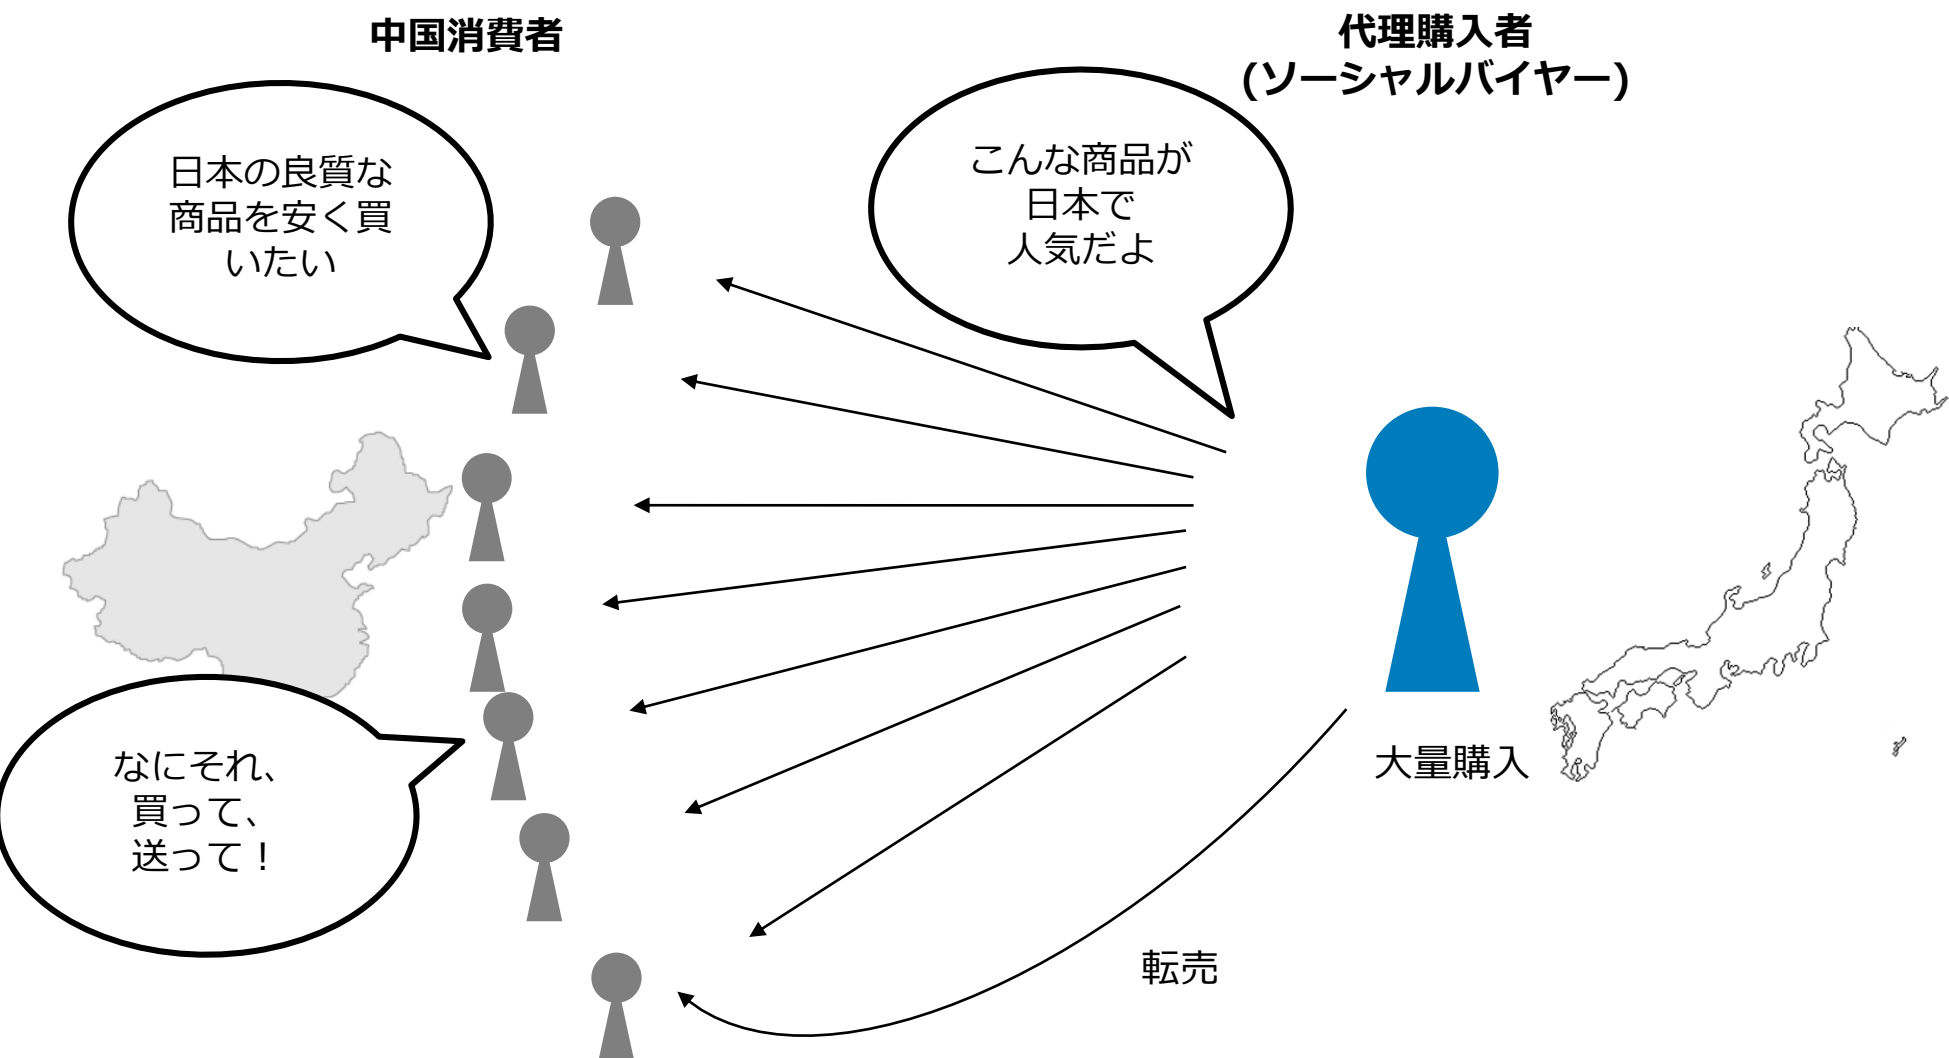 中国消費者
代理購入者
(ソーシャルバイヤー)
日本の良質な
商品を安く買
いたい
こんな商品が
日本で
人気だよ
なにそれ、
買って、
送って！
大量購入
転売